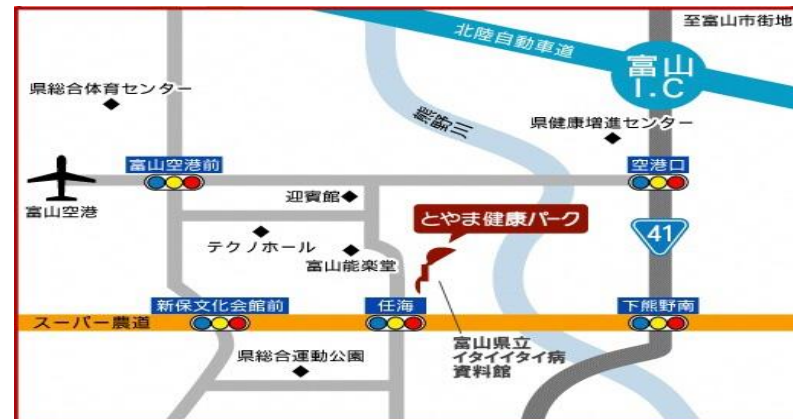 至富山市街地
北陸自動車道
富山
I.C
県総合体育センター
熊野川
県健康増進センター
富山空港前
空港口
富山空港
迎賓館
とやま健康パーク
テクノホール
富山能楽堂
41
新保文化会館前
任海
下熊野南
スーパー農道
富山県立
イタイイタイ病
資料館
県総合運動公園